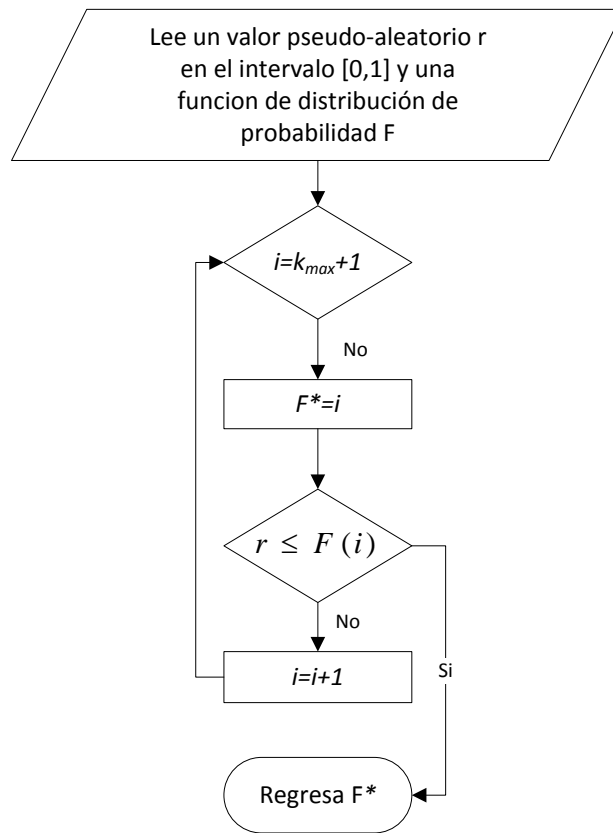 Lee un valor pseudo-aleatorio r
en el intervalo [0,1] y una
funcion de distribución de
probabilidad F
i=kmax+1
No
F*=i
r ≤ F (i)
No
i=i+1
Si
Regresa F*